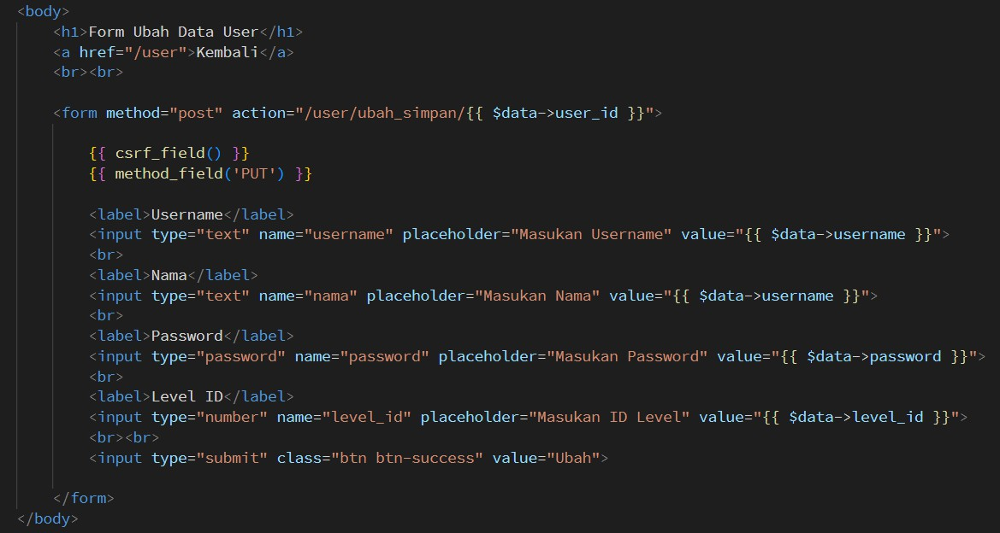 <body>
<h1>Form Ubah Data User</h1>
<a href="/user">Kembali</a>
<br><br>
<form method="post" action="/user/ubah_simpan/{{ $data->user_id }}">
{{ csrf_field() }}
{{ method_field('PUT') }}
<label>Username</label>
<input type="text" name="username" placeholder="Masukan Username" value="{{ $data->username }}">
<br>
<label>Nama</label>
<input type="text" name="nama" placeholder="Masukan Nama" value="{{ $data->username }}">
<br>
<label>Password</label>
<input type="password" name="password" placeholder="Masukan Password" value="{{ $data->password }}">
<br>
<label>Level ID</label>
<input type="number" name="level_id" placeholder="Masukan ID Level" value="{{ $data->level_id }}">
<br><br>
<input type="submit" class="btn btn-success" value="Ubah">
</form>
</body>